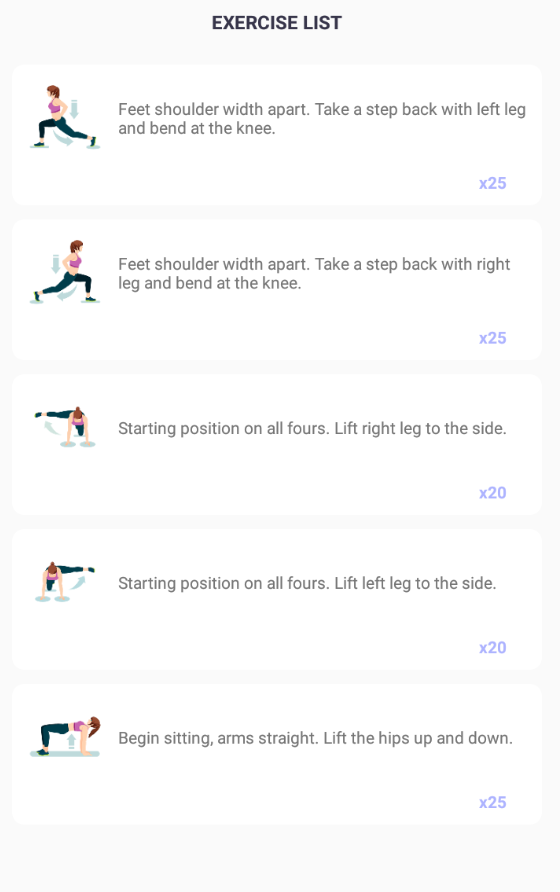 EXERCISE LIST
Feet shoulder width apart. Take a step back with left leg
and bend at the knee.
x25
Feet shoulder width apart. Take a step back with right
leg and bend at the knee.
x25
Starting position on all fours. Lift right leg to the side.
x20
Starting position on all fours. Lift left leg to the side.
x20
Begin sitting, arms straight. Lift the hips up and down.
x25